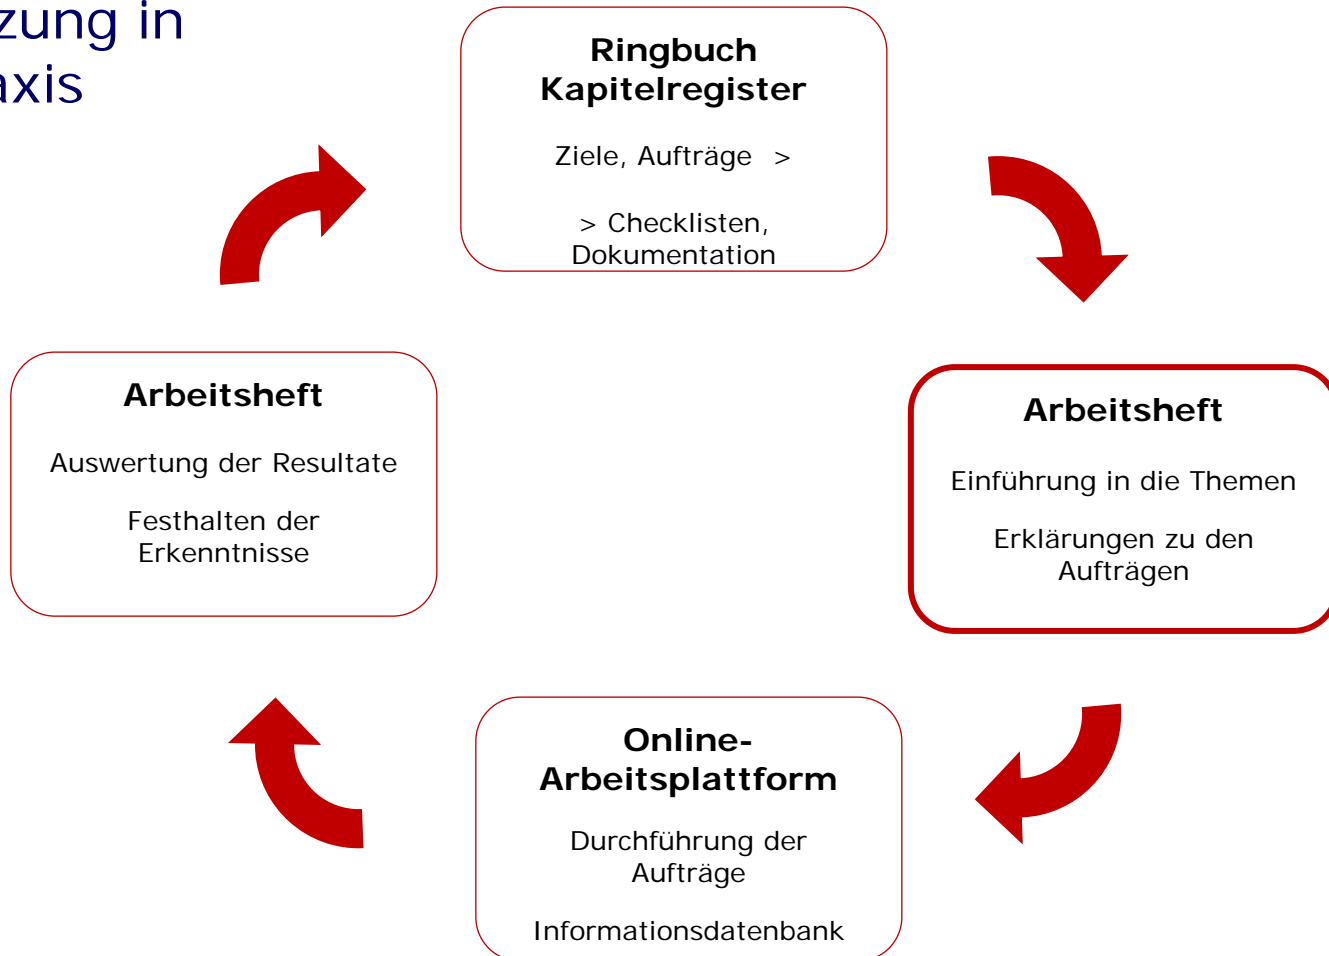 zung in
axis
Ringbuch
Kapitelregister
Ziele, Aufträge >
> Checklisten,
Dokumentation
Arbeitsheft
Einführung in die Themen
Erklärungen zu den
Aufträgen
Online-
Arbeitsplattform
Durchführung der
Aufträge
Informationsdatenbank
Arbeitsheft
Auswertung der Resultate
Festhalten der
Erkenntnisse